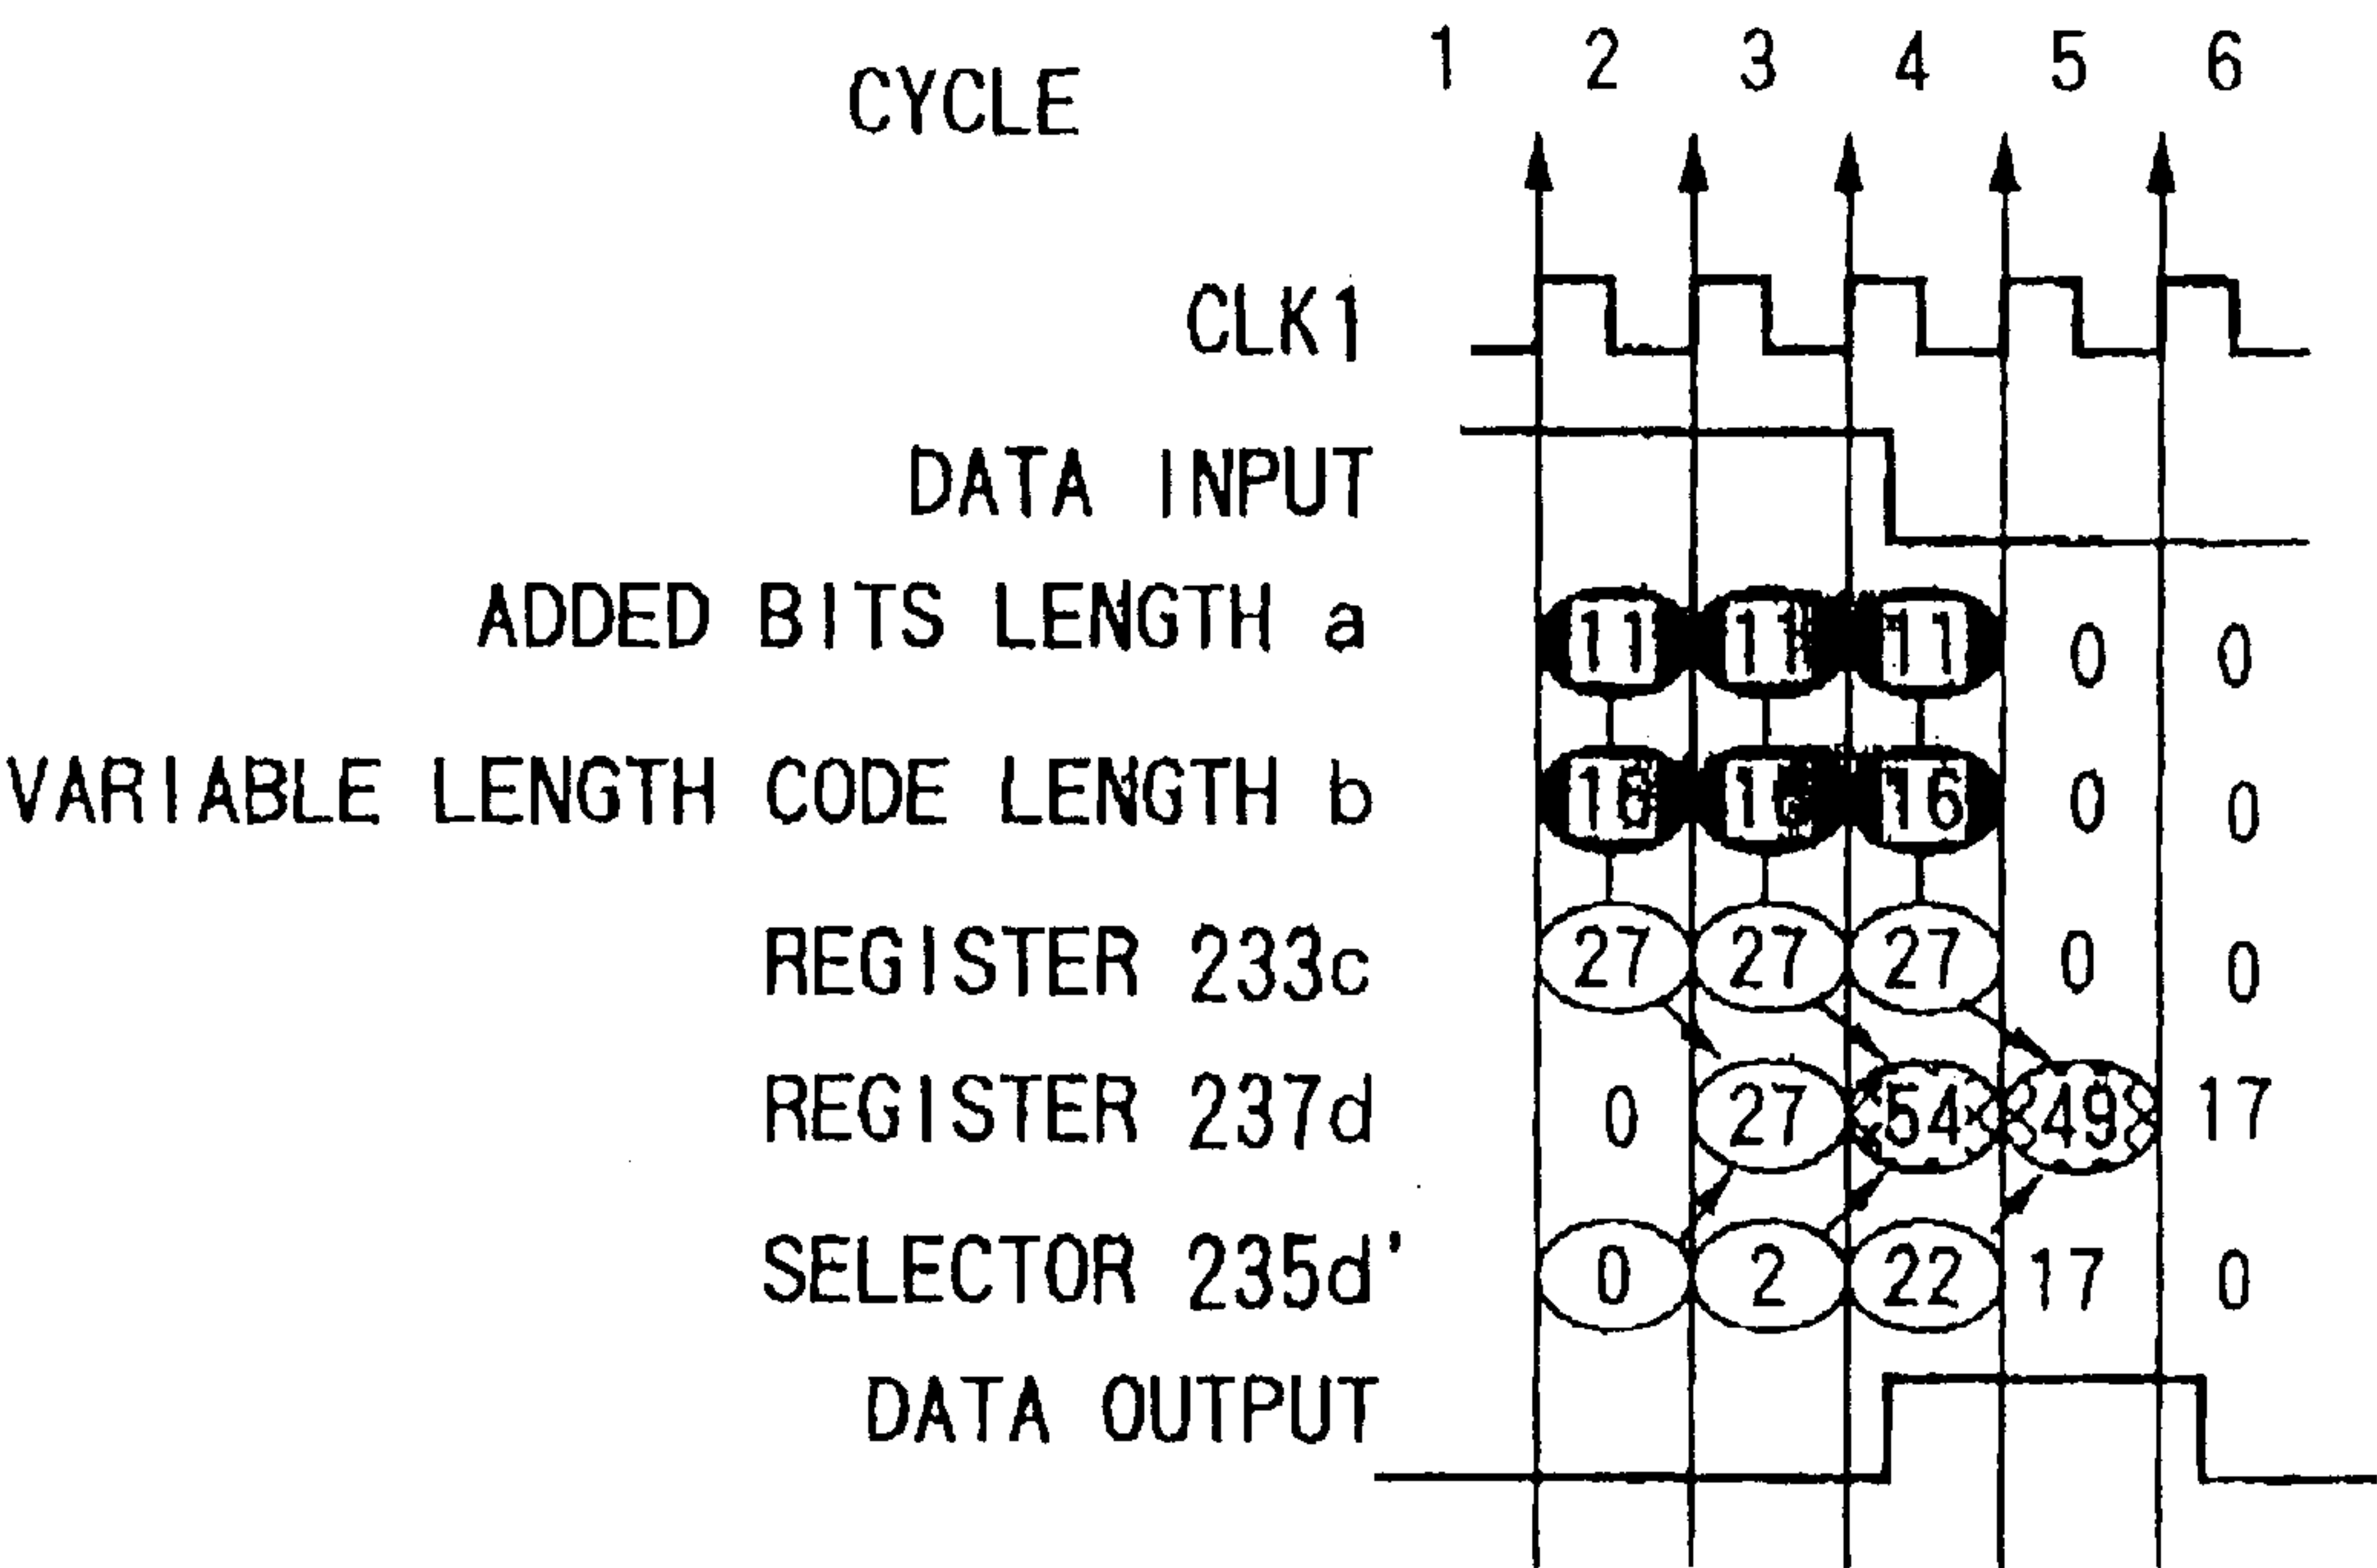 CYCLE 1 2 3 4 5 6
CLK1
DATA INPUT
ADDED BITS LENGTH a 11 11 11 0 0
VARIABLE LENGTH CODE LENGTH b 16 16 16 0 0
REGISTER 233c 27 27 27 0 0
REGISTER 237d 0 27 54 49 17
SELECTOR 235d' 0 2 22 17 0
DATA OUTPUT